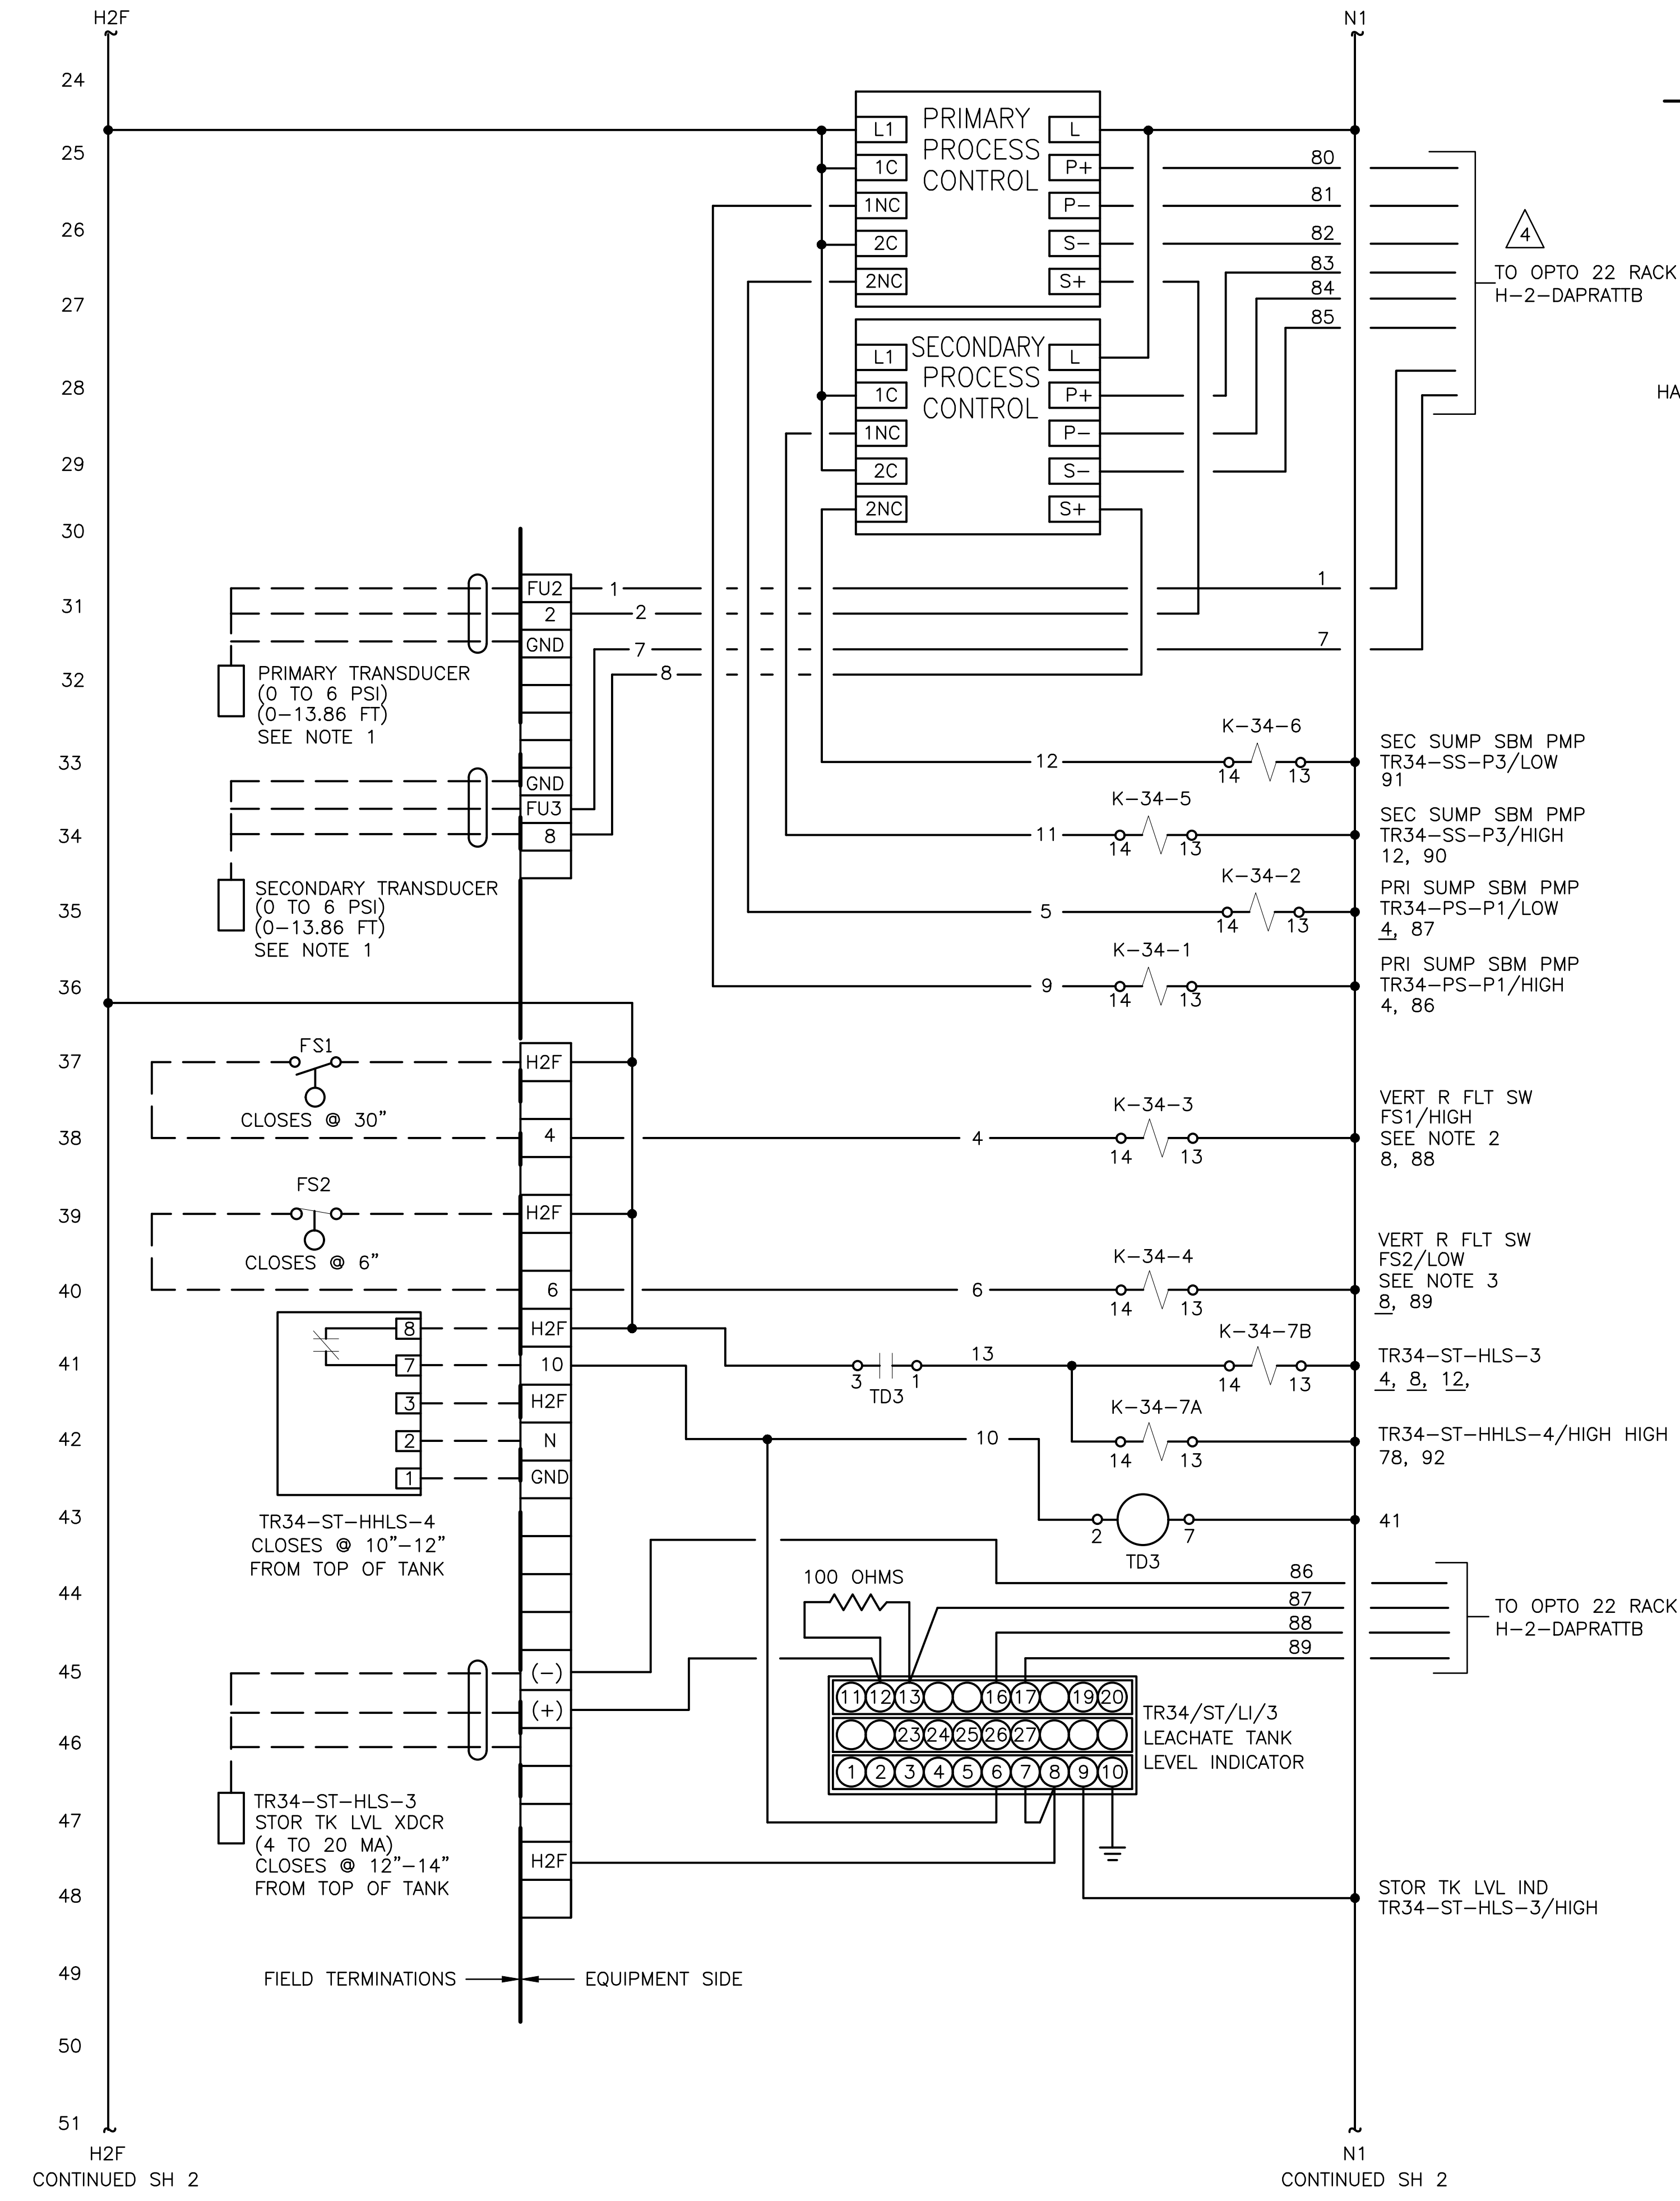 H2F
N1
24
25
26
27
28
29
30
31
32
33
34
35
36
37
38
39
40
41
42
43
44
45
46
47
48
49
50
51
PRIMARY
PROCESS
CONTROL
L1
1C
1NC
2C
2NC
L
P+
P-
S-
S+
SECONDARY
PROCESS
CONTROL
L1
1C
1NC
2C
2NC
L
P+
P-
S-
S+
80
81
82
83
84
85
4
TO OPTO 22 RACK
H-2-DAPRATTB
HA
FU2
2
GND
1
2
7
8
1
7
PRIMARY TRANSDUCER
(0 TO 6 PSI)
(0-13.86 FT)
SEE NOTE 1
GND
FU3
8
SECONDARY TRANSDUCER
(0 TO 6 PSI)
(0-13.86 FT)
SEE NOTE 1
12
K-34-6
14
13
SEC SUMP SBM PMP
TR34-SS-P3/LOW
91
11
K-34-5
14
13
SEC SUMP SBM PMP
TR34-SS-P3/HIGH
12, 90
5
K-34-2
14
13
PRI SUMP SBM PMP
TR34-PS-P1/LOW
4, 87
9
K-34-1
14
13
PRI SUMP SBM PMP
TR34-PS-P1/HIGH
4, 86
FS1
CLOSES @ 30"
H2F
4
4
K-34-3
14
13
VERT R FLT SW
FS1/HIGH
SEE NOTE 2
8, 88
FS2
CLOSES @ 6"
H2F
6
6
K-34-4
14
13
VERT R FLT SW
FS2/LOW
SEE NOTE 3
8, 89
8
7
3
2
1
H2F
10
H2F
N
GND
TR34-ST-HHLS-4
CLOSES @ 10"-12"
FROM TOP OF TANK
3
TD3
1
13
K-34-7B
14
13
TR34-ST-HLS-3
4, 8, 12,
K-34-7A
14
13
TR34-ST-HHLS-4/HIGH HIGH
78, 92
10
2
7
TD3
41
86
87
88
89
TO OPTO 22 RACK
H-2-DAPRATTB
100 OHMS
(-)
(+)
H2F
11 12 13 16 17 19 20
23 24 25 26 27
1 2 3 4 5 6 7 8 9 10
TR34/ST/LI/3
LEACHATE TANK
LEVEL INDICATOR
TR34-ST-HLS-3
STOR TK LVL XDCR
(4 TO 20 MA)
CLOSES @ 12"-14"
FROM TOP OF TANK
STOR TK LVL IND
TR34-ST-HLS-3/HIGH
FIELD TERMINATIONS
EQUIPMENT SIDE
H2F
CONTINUED SH 2
N1
CONTINUED SH 2